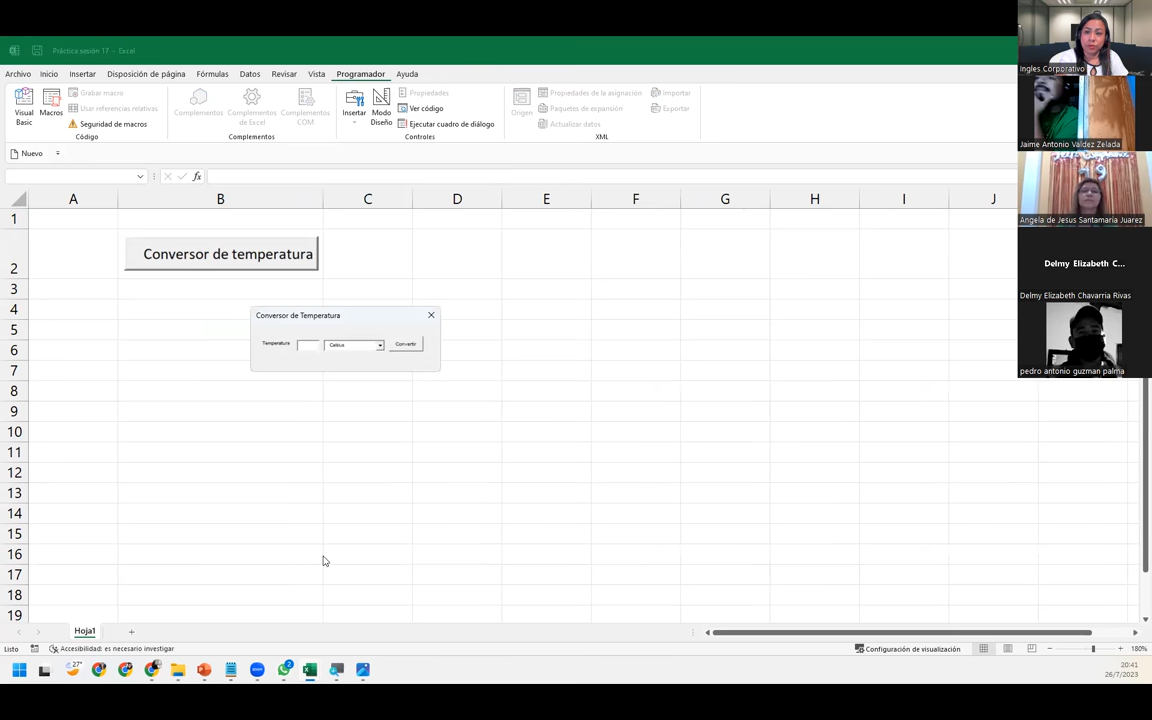 Práctica sesión 17 - Excel
Archivo Inicio Insertar Disposición de página Fórmulas Datos Revisar Vista Programador Ayuda
Visual Basic
Macros
Grabar macro
Usar referencias relativas
Seguridad de macros
Código
Complementos
Complementos de Excel
Complementos COM
Complementos
Insertar
Modo Diseño
Propiedades
Ver código
Ejecutar cuadro de diálogo
Controles
Origen
Propiedades de la asignación
Paquetes de expansión
Actualizar datos
Importar
Exportar
XML
Nuevo
fx
A B C D E F G H I J
1
2
Conversor de temperatura
3
4
Conversor de Temperatura
5
6
Temperatura Celsius Convertir
7
8
9
10
11
12
13
14
15
16
17
18
19
Hoja1
Listo
Accesibilidad: es necesario investigar
Configuración de visualización
180%
27°
2
20:41
26/7/2023
Ingles Corporativo
Jaime Antonio Valdez Zelada
Angela de Jesus Santamaría Juarez
Delmy Elizabeth C...
Delmy Elizabeth Chavarria Rivas
pedro antonio guzman palma